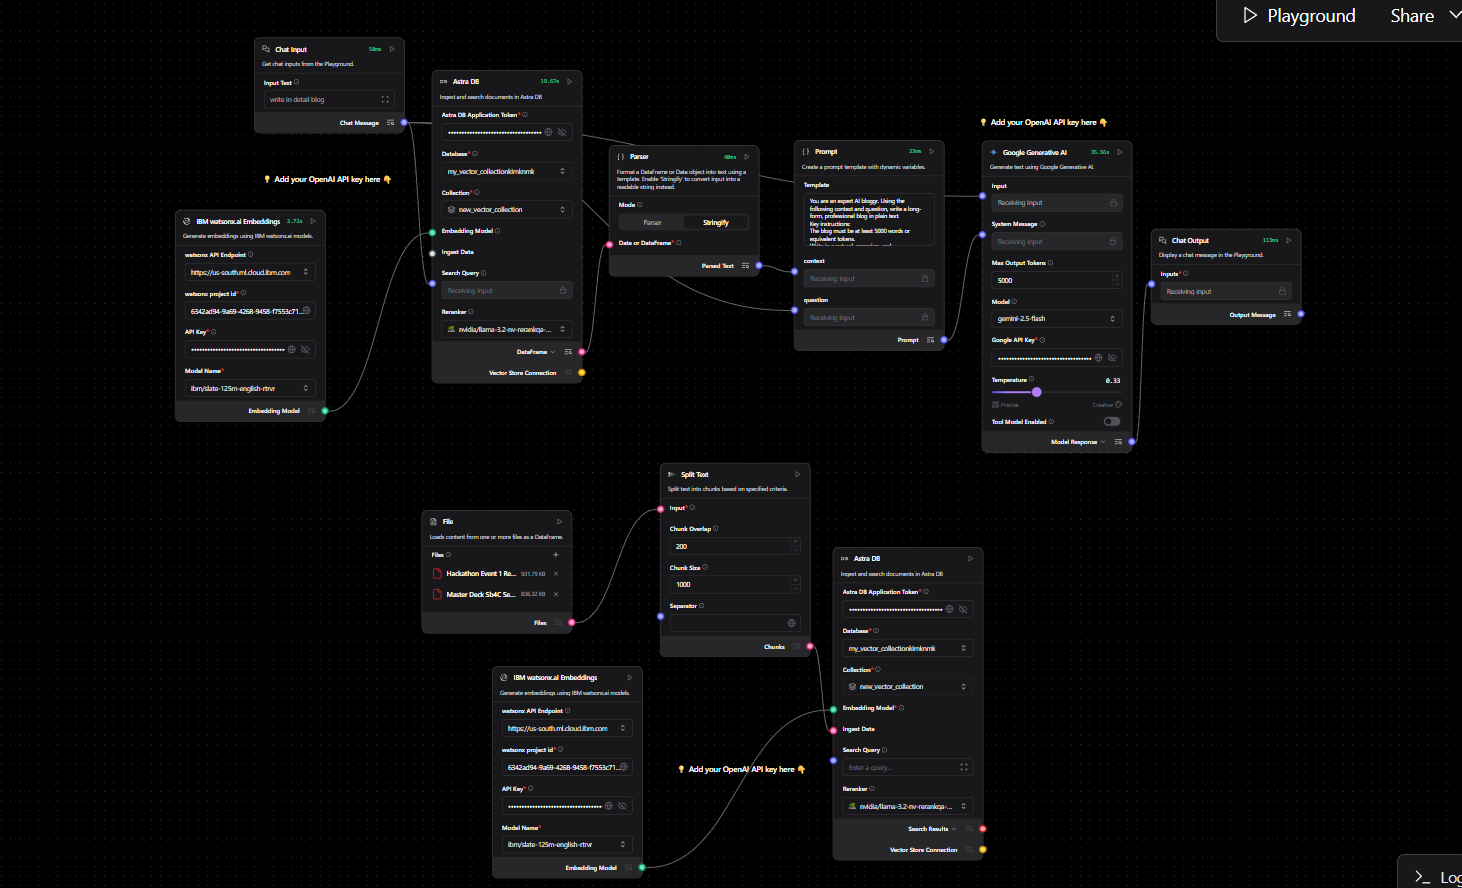 Playground
Share
Chat Input
50ms
Get chat inputs from the Playground.
Input Text
write in detail blog
Chat Message
Add your OpenAI API key here
IBM watsonx.ai Embeddings
2.73s
Generate embeddings using IBM watsonx.ai models.
watsonx API Endpoint
https://us-south.ml.cloud.ibm.com
watsonx project id*
6342ad94-9a69-4268-9458-f7553c71...
API Key*
Model Name*
ibm/slate-125m-english-rtrvr
Embedding Model
Astra DB
19.67s
Ingest and search documents in Astra DB
Astra DB Application Token*
Database*
my_vector_collectionkimknmk
Collection*
new_vector_collection
Embedding Model
Ingest Data
Search Query
Receiving input
Reranker
nvidia/llama-3.2-nv-rerankqa-...
DataFrame
Vector Store Connection
Parser
40ms
Format a DataFrame or Data object into text using a
template. Enable 'Stringify' to convert input into a
readable string instead.
Mode
Parser
Stringify
Data or DataFrame*
Parsed Text
Prompt
23ms
Create a prompt template with dynamic variables.
Template
You are an expert AI bloggr. Using the
following context and question, write a long-
form, professional blog in plain text.
Key instructions:
The blog must be at least 5000 words or
equivalent tokens.
context
Receiving input
question
Receiving input
Prompt
Add your OpenAI API key here
Google Generative AI
35.56s
Generate text using Google Generative AI.
Input
Receiving input
System Message
Receiving input
Max Output Tokens
5000
Model
gemini-2.5-flash
Google API Key*
Temperature
0.33
Precise
Creative
Tool Model Enabled
Model Response
Chat Output
113ms
Display a chat message in the Playground.
Inputs*
Receiving input
Output Message
File
Loads content from one or more files as a DataFrame.
Files
Hackathon Event 1 Re...
931.79 KB
Master Deck Sb4C Se...
836.32 KB
Files
Split Text
Split text into chunks based on specified criteria.
Input*
Chunk Overlap
200
Chunk Size
1000
Separator
Chunks
IBM watsonx.ai Embeddings
Generate embeddings using IBM watsonx.ai models.
watsonx API Endpoint
https://us-south.ml.cloud.ibm.com
watsonx project id*
6342ad94-9a69-4268-9458-f7553c71...
API Key*
Model Name*
ibm/slate-125m-english-rtrvr
Embedding Model
Add your OpenAI API key here
Astra DB
Ingest and search documents in Astra DB
Astra DB Application Token*
Database*
my_vector_collectionkimknmk
Collection*
new_vector_collection
Embedding Model*
Ingest Data
Search Query
Enter a query...
Reranker
nvidia/llama-3.2-nv-rerankqa-...
Search Results
Vector Store Connection